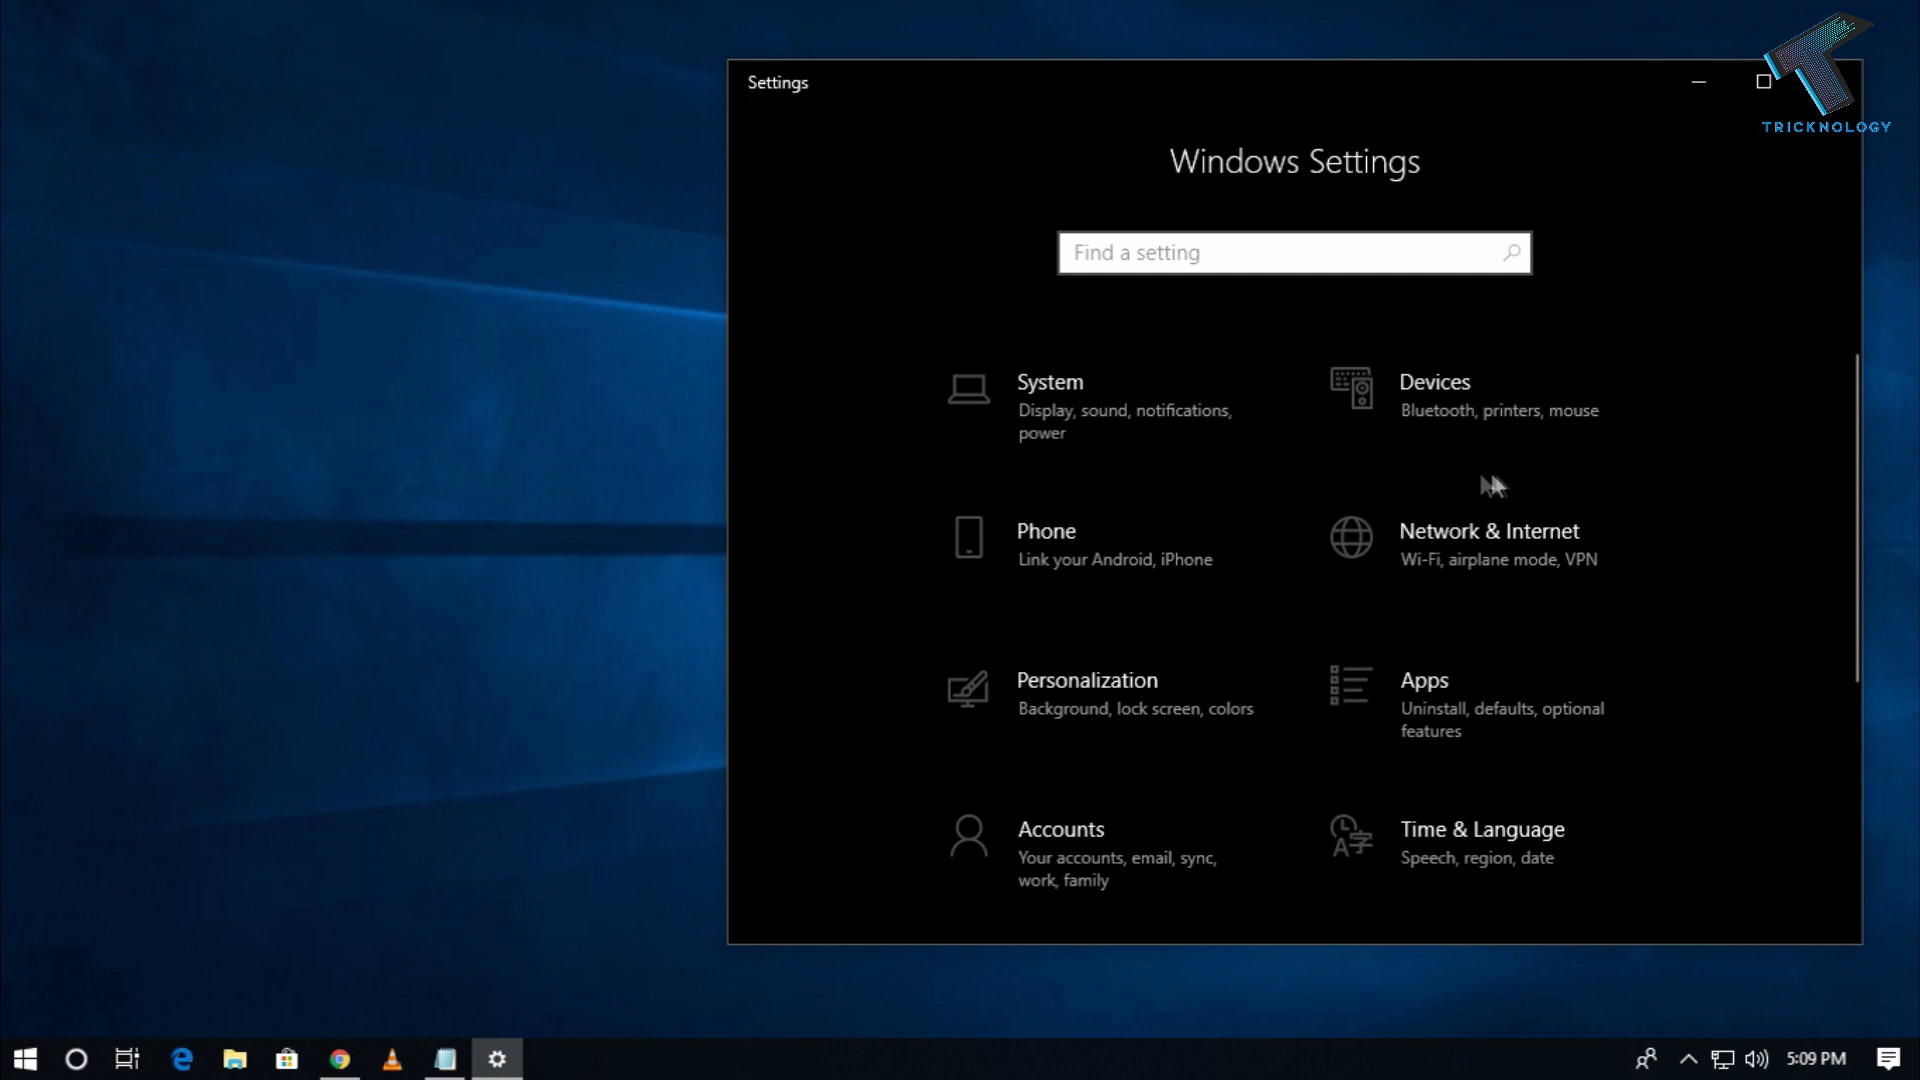 Settings
TRICKNOLOGY
Windows Settings
Find a setting
System
Display, sound, notifications,
power
Devices
Bluetooth, printers, mouse
Phone
Link your Android, iPhone
Network & Internet
Wi-Fi, airplane mode, VPN
Personalization
Background, lock screen, colors
Apps
Uninstall, defaults, optional
features
Accounts
Your accounts, email, sync,
work, family
Time & Language
Speech, region, date
5:09 PM